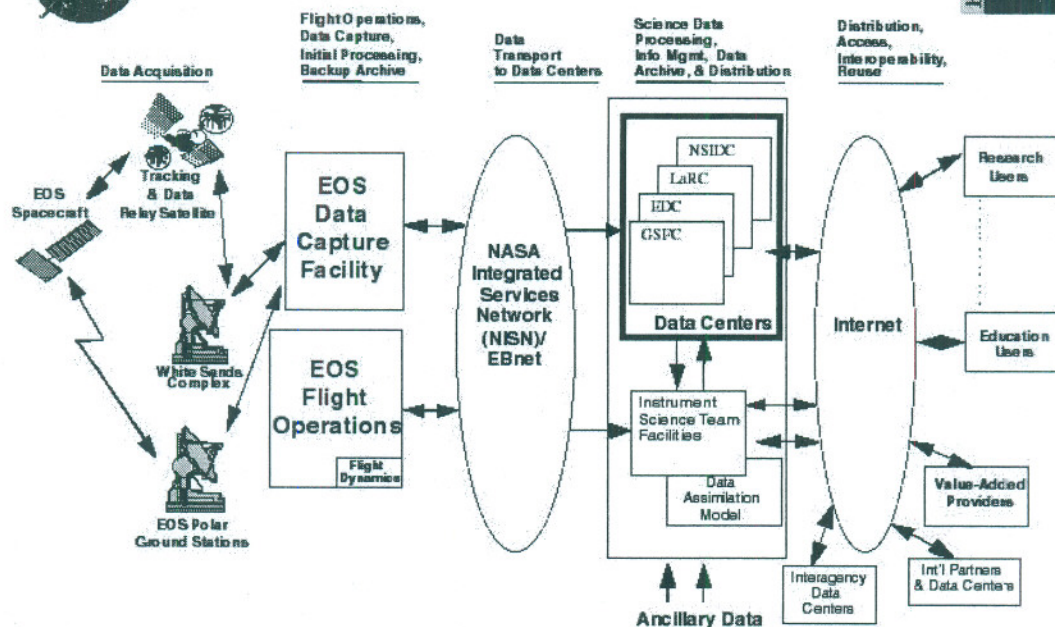 Data Acquisition
Flight Operations,
Data Capture,
Initial Processing,
Backup Archive
Data
Transport
to Data Centers
Science Data
Processing,
Info Mgmt, Data
Archive, & Distribution
Distribution,
Access,
Interoperability,
Reuse
EOS
Spacecraft
Tracking
& Data
Relay Satellite
White Sands
Complex
EOS Polar
Ground Stations
EOS
Data
Capture
Facility
EOS
Flight
Operations
Flight
Dynamics
NASA
Integrated
Services
Network
(NISN)/
EBnet
NSIDC
LaRC
EDC
GSFC
Data Centers
Instrument
Science Team
Facilities
Data
Assimilation
Model
Ancillary Data
Internet
Research
Users
Education
Users
Value-Added
Providers
Int'l Partners
& Data Centers
Interagency
Data
Centers